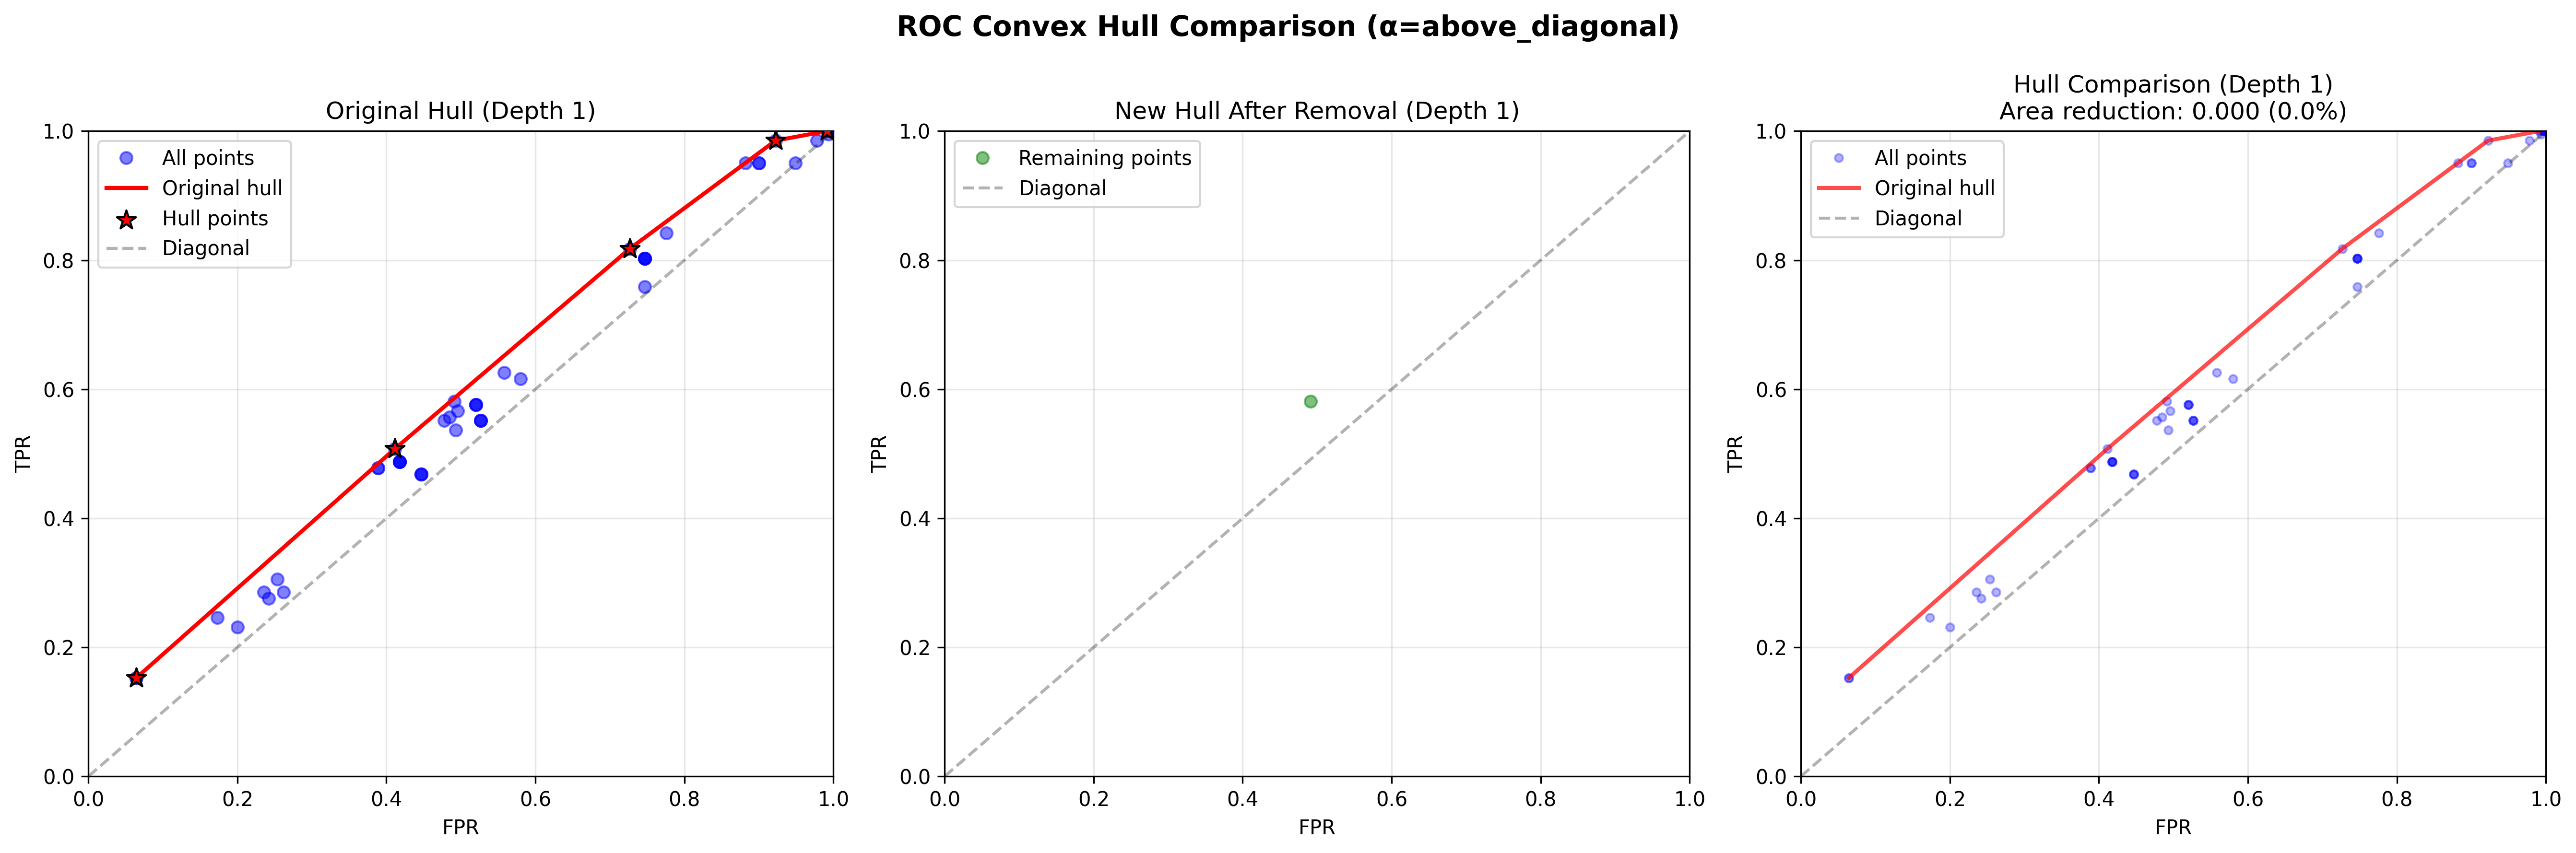 ROC Convex Hull Comparison (α=above_diagonal)
Original Hull (Depth 1)
All points
Original hull
Hull points
Diagonal
1.0
0.8
0.6
0.4
0.2
0.0
TPR
0.0 0.2 0.4 0.6 0.8 1.0
FPR
New Hull After Removal (Depth 1)
Remaining points
Diagonal
1.0
0.8
0.6
0.4
0.2
0.0
TPR
0.0 0.2 0.4 0.6 0.8 1.0
FPR
Hull Comparison (Depth 1)
Area reduction: 0.000 (0.0%)
All points
Original hull
Diagonal
1.0
0.8
0.6
0.4
0.2
0.0
TPR
0.0 0.2 0.4 0.6 0.8 1.0
FPR